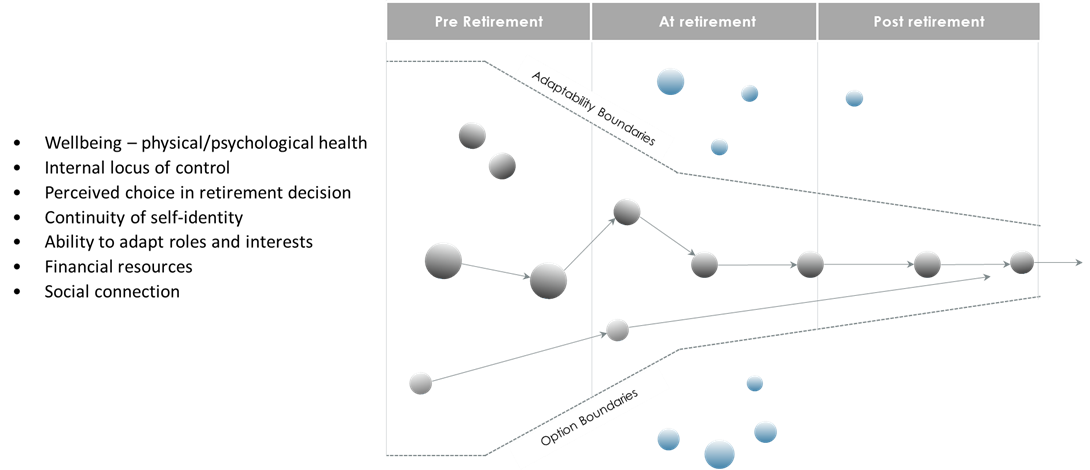 Pre Retirement
At retirement
Post retirement
Adaptability Boundaries
• Wellbeing – physical/psychological health
• Internal locus of control
• Perceived choice in retirement decision
• Continuity of self-identity
• Ability to adapt roles and interests
• Financial resources
• Social connection
Option Boundaries